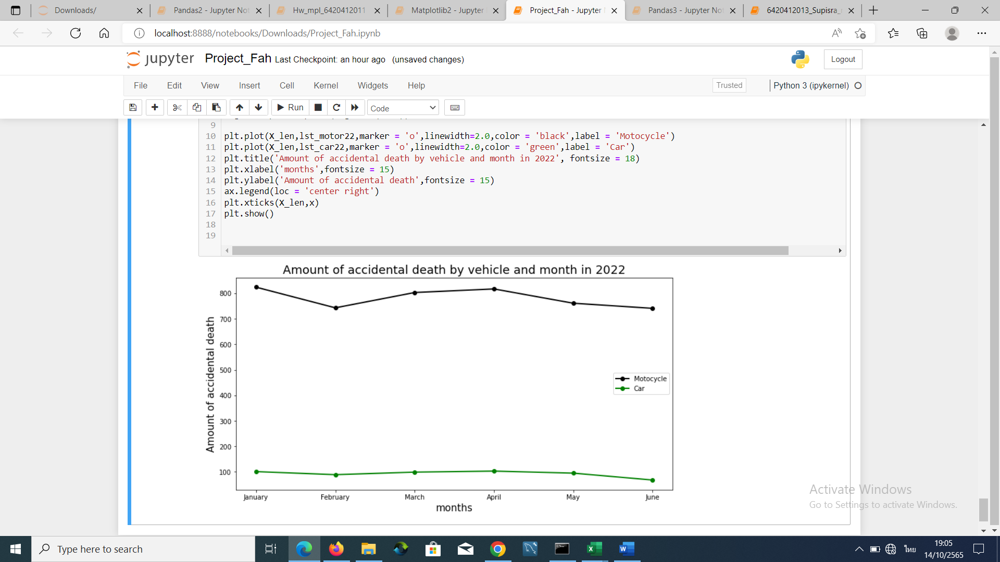 Downloads/
Pandas2 - Jupyter Not
Hw_mpl_6420412011
Matplotlib2 - Jupyter
Project_Fah - Jupyter
Pandas3 - Jupyter No
6420412013_Supisra_
localhost:8888/notebooks/Downloads/Project_Fah.ipynb
jupyter Project_Fah Last Checkpoint: an hour ago (unsaved changes)
Logout
File Edit View Insert Cell Kernel Widgets Help
Trusted
Python 3 (ipykernel)
Run
Code
9
10 plt.plot(X_len,lst_motor22,marker = 'o',linewidth=2.0,color = 'black',label = 'Motocycle')
11 plt.plot(X_len,lst_car22,marker = 'o',linewidth=2.0,color = 'green',label = 'Car')
12 plt.title('Amount of accidental death by vehicle and month in 2022', fontsize = 18)
13 plt.xlabel('months',fontsize = 15)
14 plt.ylabel('Amount of accidental death',fontsize = 15)
15 ax.legend(loc = 'center right')
16 plt.xticks(X_len,x)
17 plt.show()
18
19
Amount of accidental death by vehicle and month in 2022
Amount of accidental death
800
700
600
500
400
300
200
100
Motocycle
Car
January February March April May June
months
Activate Windows
Go to Settings to activate Windows.
Type here to search
ไทย
19:05
14/10/2565